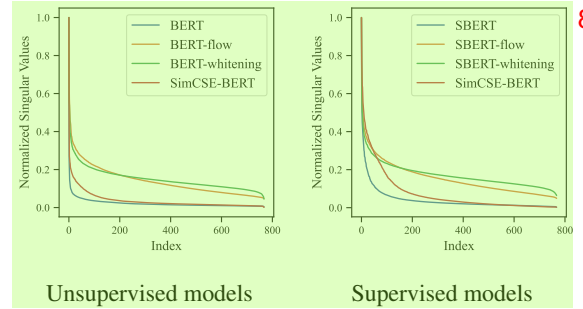 BERT
BERT-flow
BERT-whitening
SimCSE-BERT
Normalized Singular Values
1.0
0.8
0.6
0.4
0.2
0.0
0
200
400
600
800
Index
Unsupervised models
SBERT
SBERT-flow
SBERT-whitening
SimCSE-BERT
Normalized Singular Values
1.0
0.8
0.6
0.4
0.2
0.0
0
200
400
600
800
Index
Supervised models